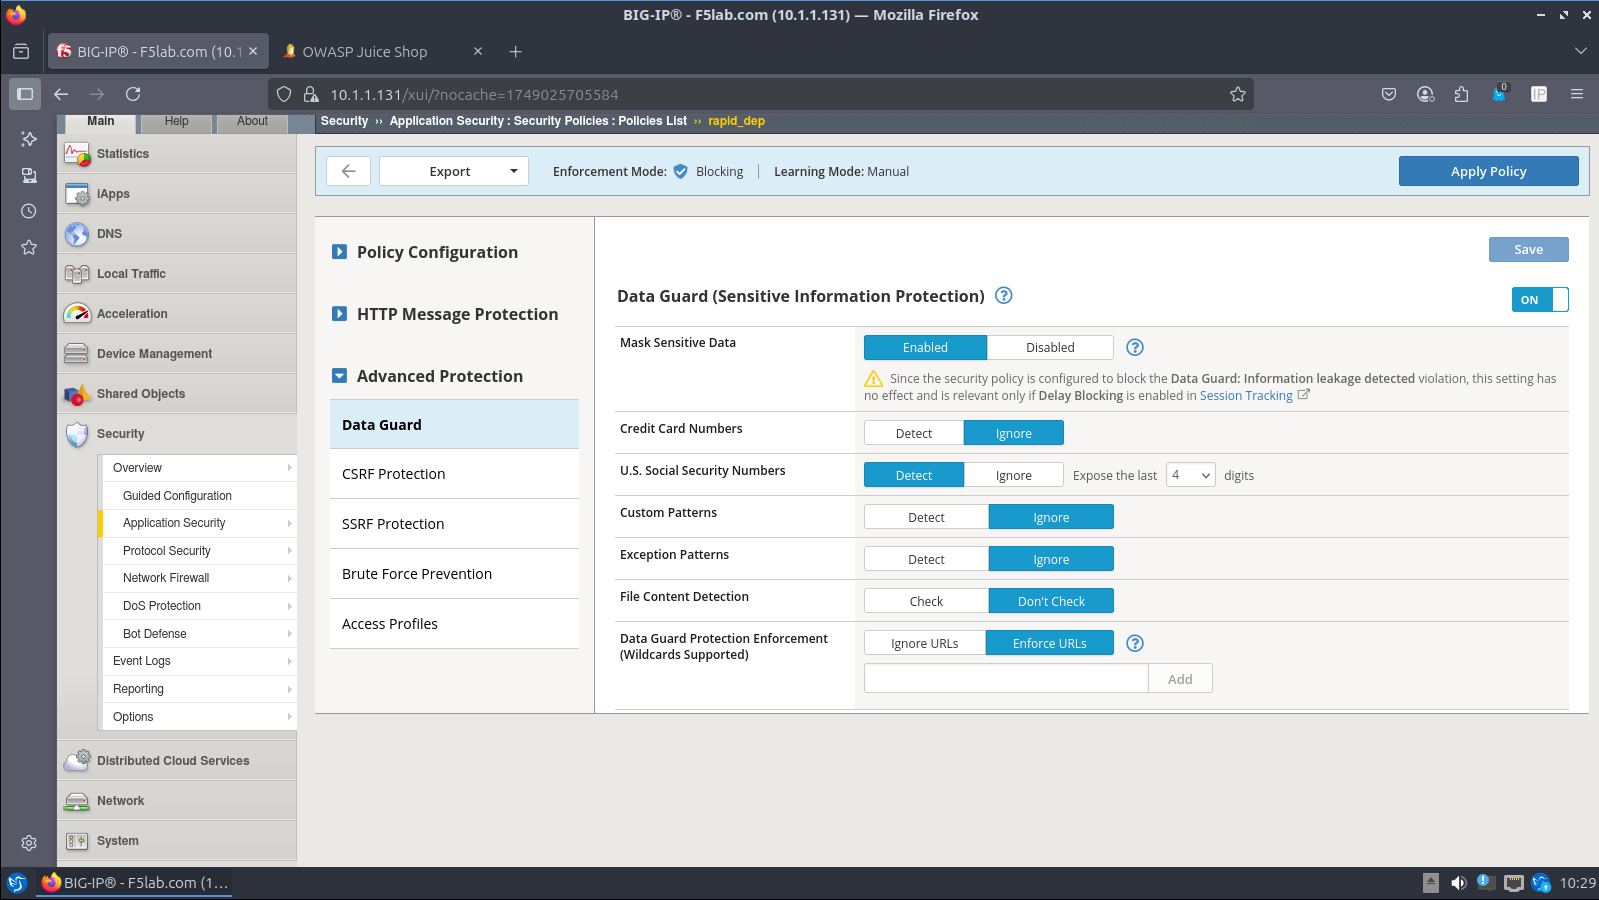 BIG-IP® - F5lab.com (10.1.1.131) — Mozilla Firefox
BIG-IP® - F5lab.com (10.1
OWASP Juice Shop
10.1.1.131/xui/?nocache=1749025705584
0
IP
Main
Help
About
Security ›› Application Security : Security Policies : Policies List ›› rapid_dep
Statistics
iApps
DNS
Local Traffic
Acceleration
Device Management
Shared Objects
Security
Overview
Guided Configuration
Application Security
Protocol Security
Network Firewall
DoS Protection
Bot Defense
Event Logs
Reporting
Options
Distributed Cloud Services
Network
System
Export
Enforcement Mode: Blocking
Learning Mode: Manual
Apply Policy
Policy Configuration
HTTP Message Protection
Advanced Protection
Data Guard
CSRF Protection
SSRF Protection
Brute Force Prevention
Access Profiles
Save
Data Guard (Sensitive Information Protection)
ON
Mask Sensitive Data
Enabled
Disabled
Since the security policy is configured to block the Data Guard: Information leakage detected violation, this setting has
no effect and is relevant only if Delay Blocking is enabled in Session Tracking
Credit Card Numbers
Detect
Ignore
U.S. Social Security Numbers
Detect
Ignore
Expose the last 4 digits
Custom Patterns
Detect
Ignore
Exception Patterns
Detect
Ignore
File Content Detection
Check
Don't Check
Data Guard Protection Enforcement
(Wildcards Supported)
Ignore URLs
Enforce URLs
Add
BIG-IP® - F5lab.com (1…
10:29